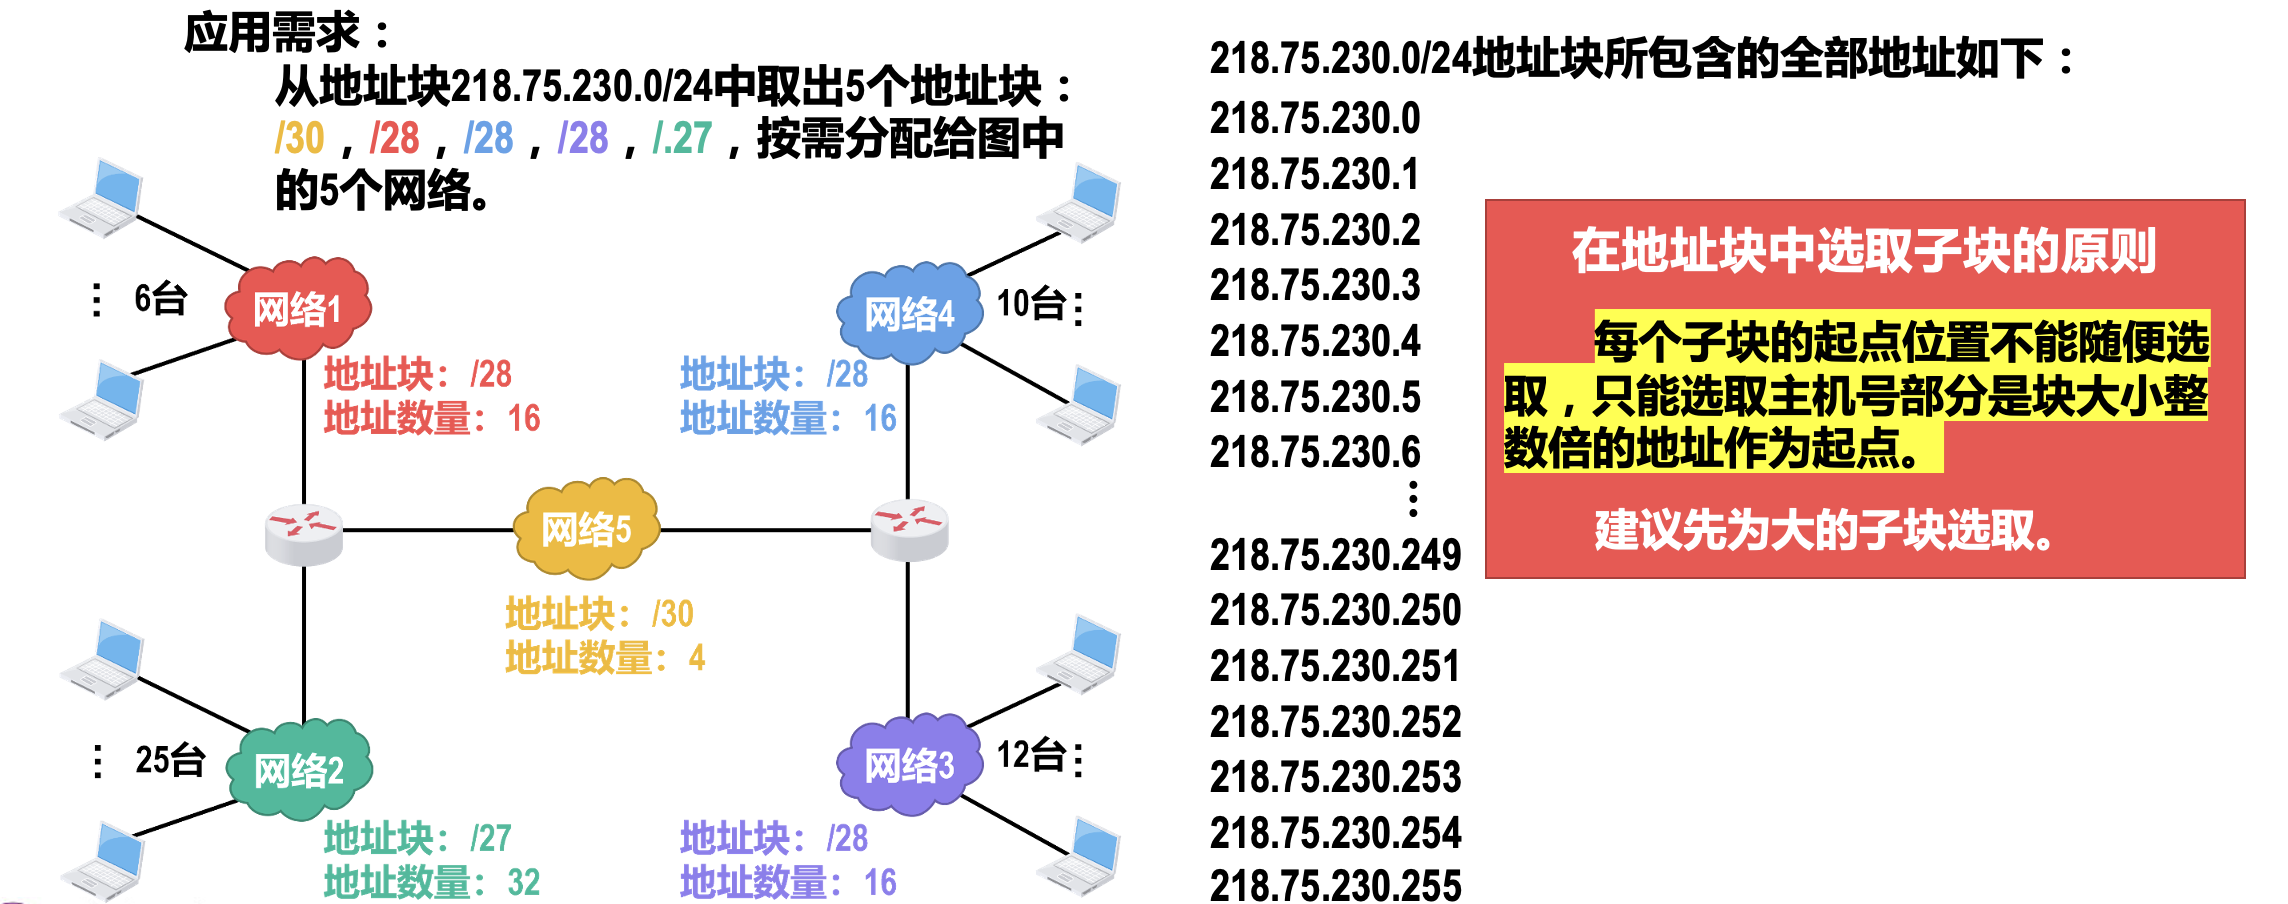 应用需求：
从地址块218.75.230.0/24中取出5个地址块：
/30，/28，/28，/28，/.27，按需分配给图中
的5个网络。
6台
网络1
地址块：/28
地址数量：16
网络4
10台
地址块：/28
地址数量：16
网络5
地址块：/30
地址数量：4
25台
网络2
地址块：/27
地址数量：32
网络3
12台
地址块：/28
地址数量：16
218.75.230.0/24地址块所包含的全部地址如下：
218.75.230.0
218.75.230.1
218.75.230.2
218.75.230.3
218.75.230.4
218.75.230.5
218.75.230.6
⋮
218.75.230.249
218.75.230.250
218.75.230.251
218.75.230.252
218.75.230.253
218.75.230.254
218.75.230.255
在地址块中选取子块的原则
每个子块的起点位置不能随便选
取，只能选取主机号部分是块大小整
数倍的地址作为起点。
建议先为大的子块选取。